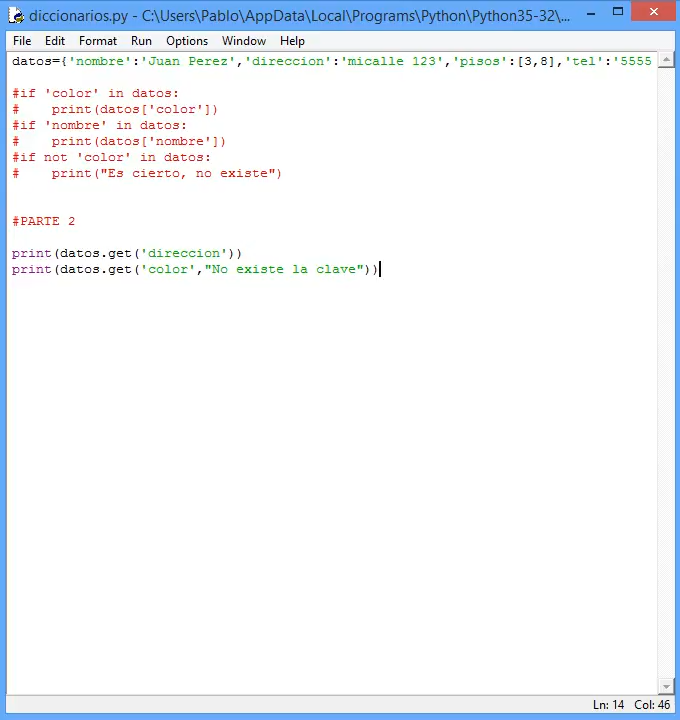 diccionarios.py - C:\Users\Pablo\AppData\Local\Programs\Python\Python35-32\...
File Edit Format Run Options Window Help
datos={'nombre':'Juan Perez','direccion':'micalle 123','pisos':[3,8],'tel':'5555
#if 'color' in datos:
#    print(datos['color'])
#if 'nombre' in datos:
#    print(datos['nombre'])
#if not 'color' in datos:
#    print("Es cierto, no existe")
#PARTE 2
print(datos.get('direccion'))
print(datos.get('color',"No existe la clave"))
Ln: 14 Col: 46